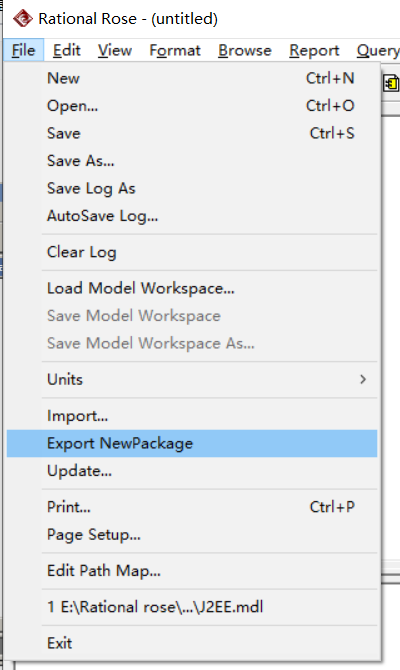 Rational Rose - (untitled)
File Edit View Format Browse Report Query
New Ctrl+N
Open... Ctrl+O
Save Ctrl+S
Save As...
Save Log As
AutoSave Log...
Clear Log
Load Model Workspace...
Save Model Workspace
Save Model Workspace As...
Units
Import...
Export NewPackage
Update...
Print... Ctrl+P
Page Setup...
Edit Path Map...
1 E:\Rational rose\...\J2EE.mdl
Exit